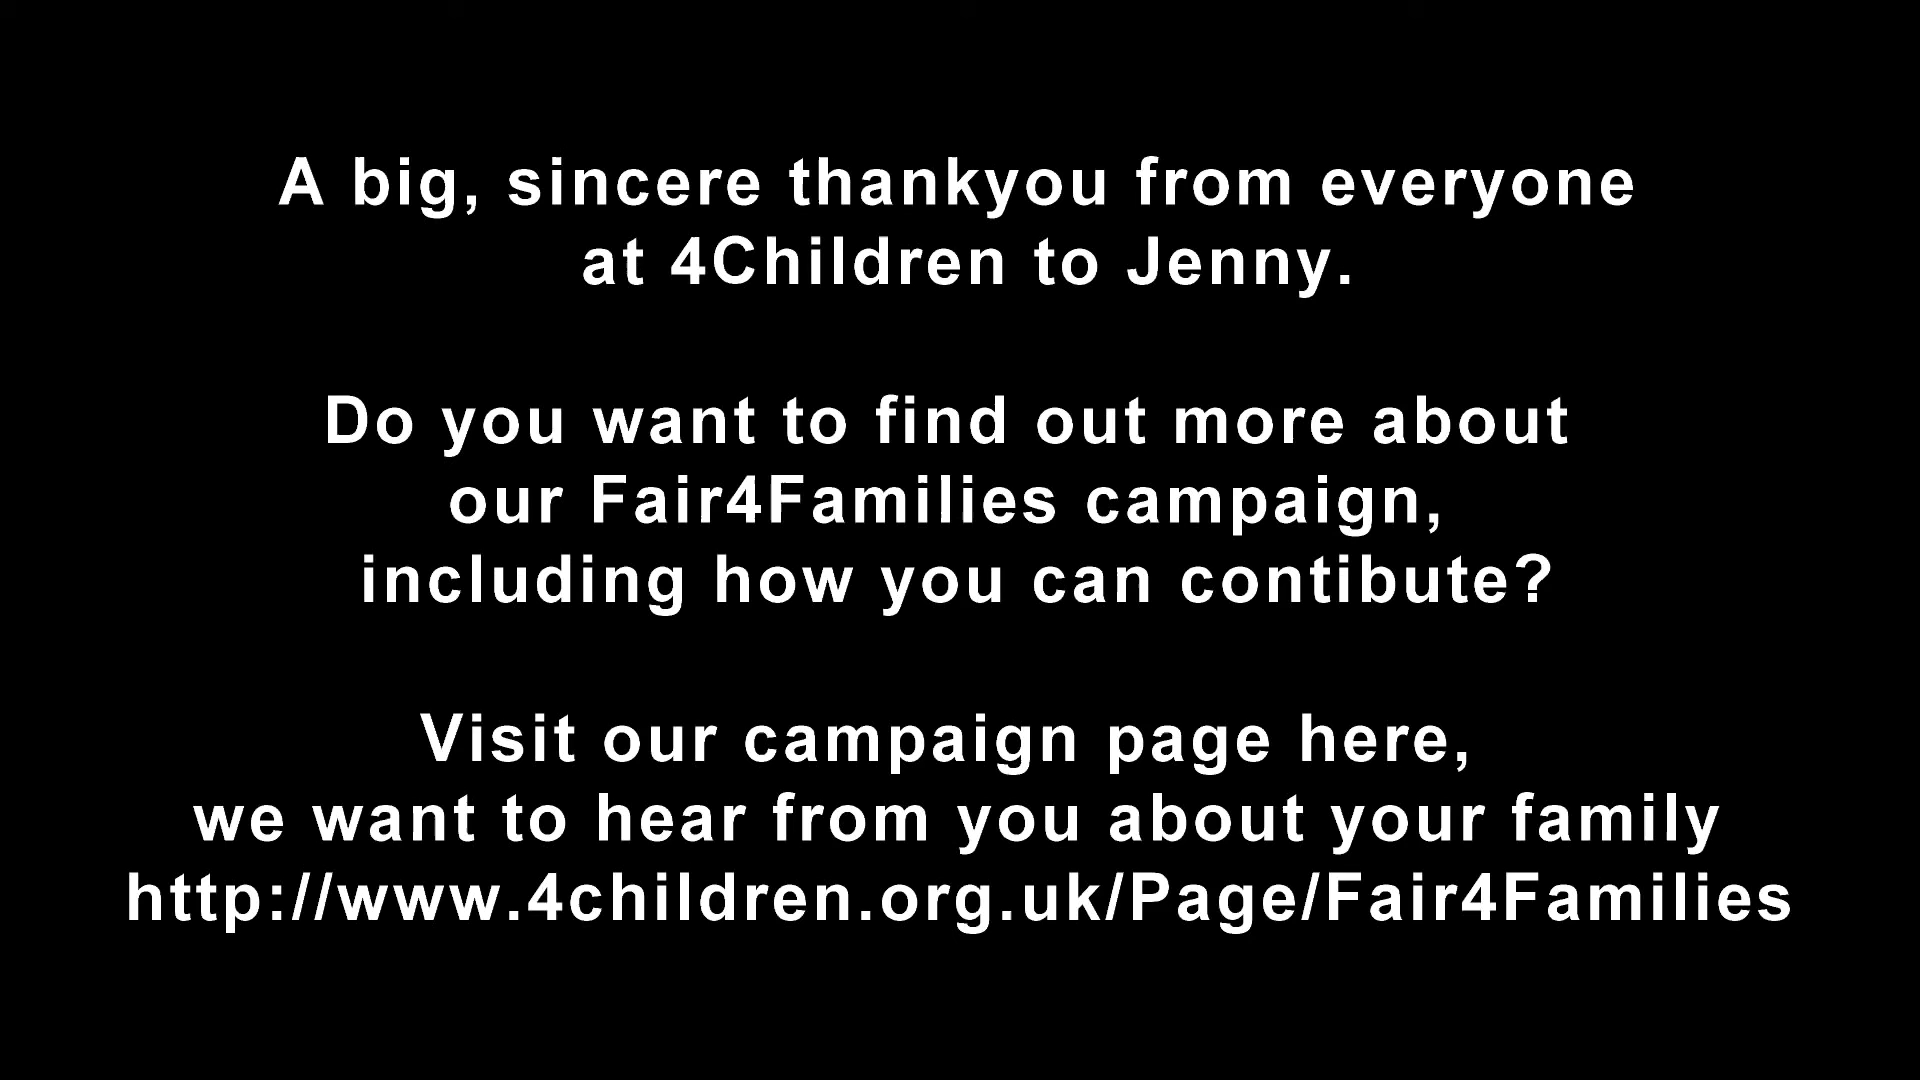 A big, sincere thankyou from everyone
at 4Children to Jenny.
Do you want to find out more about
our Fair4Families campaign,
including how you can contibute?
Visit our campaign page here,
we want to hear from you about your family
http://www.4children.org.uk/Page/Fair4Families